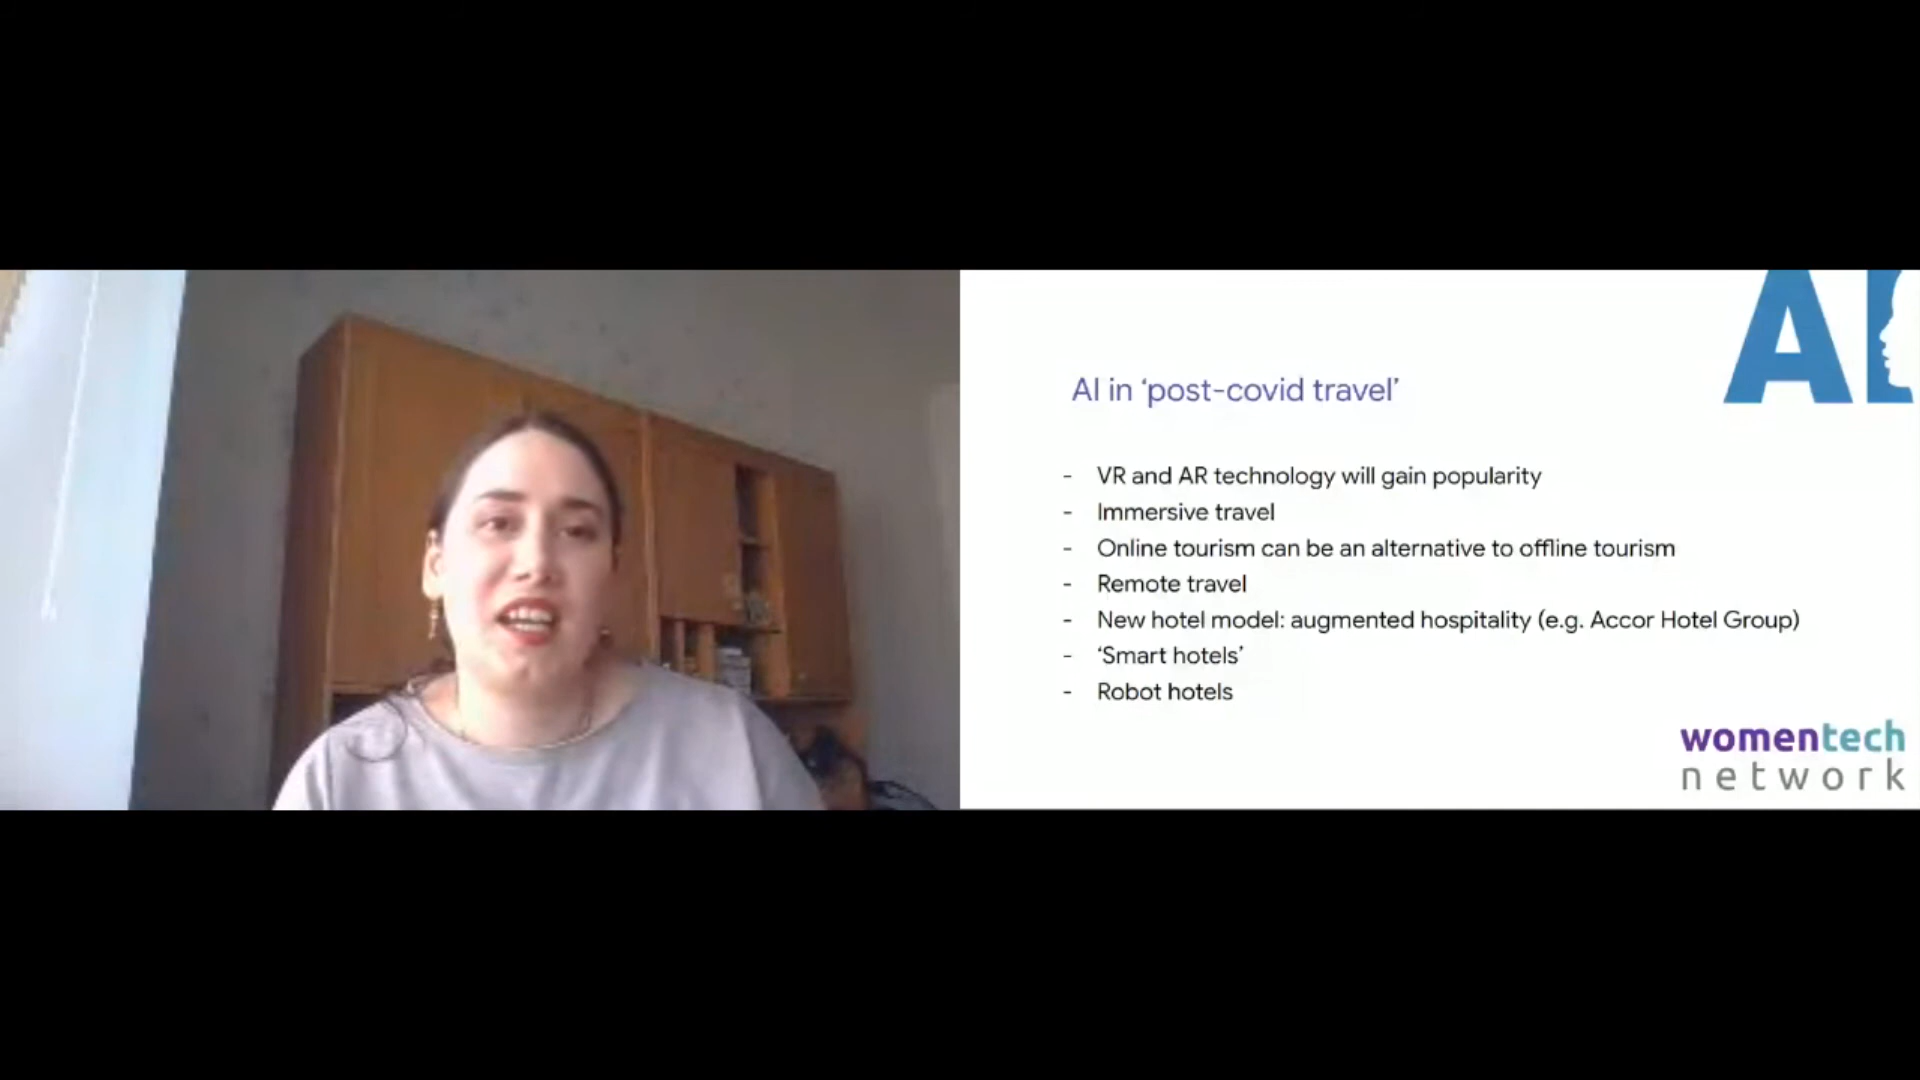 AI
AI in ‘post-covid travel’
- VR and AR technology will gain popularity
- Immersive travel
- Online tourism can be an alternative to offline tourism
- Remote travel
- New hotel model: augmented hospitality (e.g. Accor Hotel Group)
- ‘Smart hotels’
- Robot hotels
womentech
network